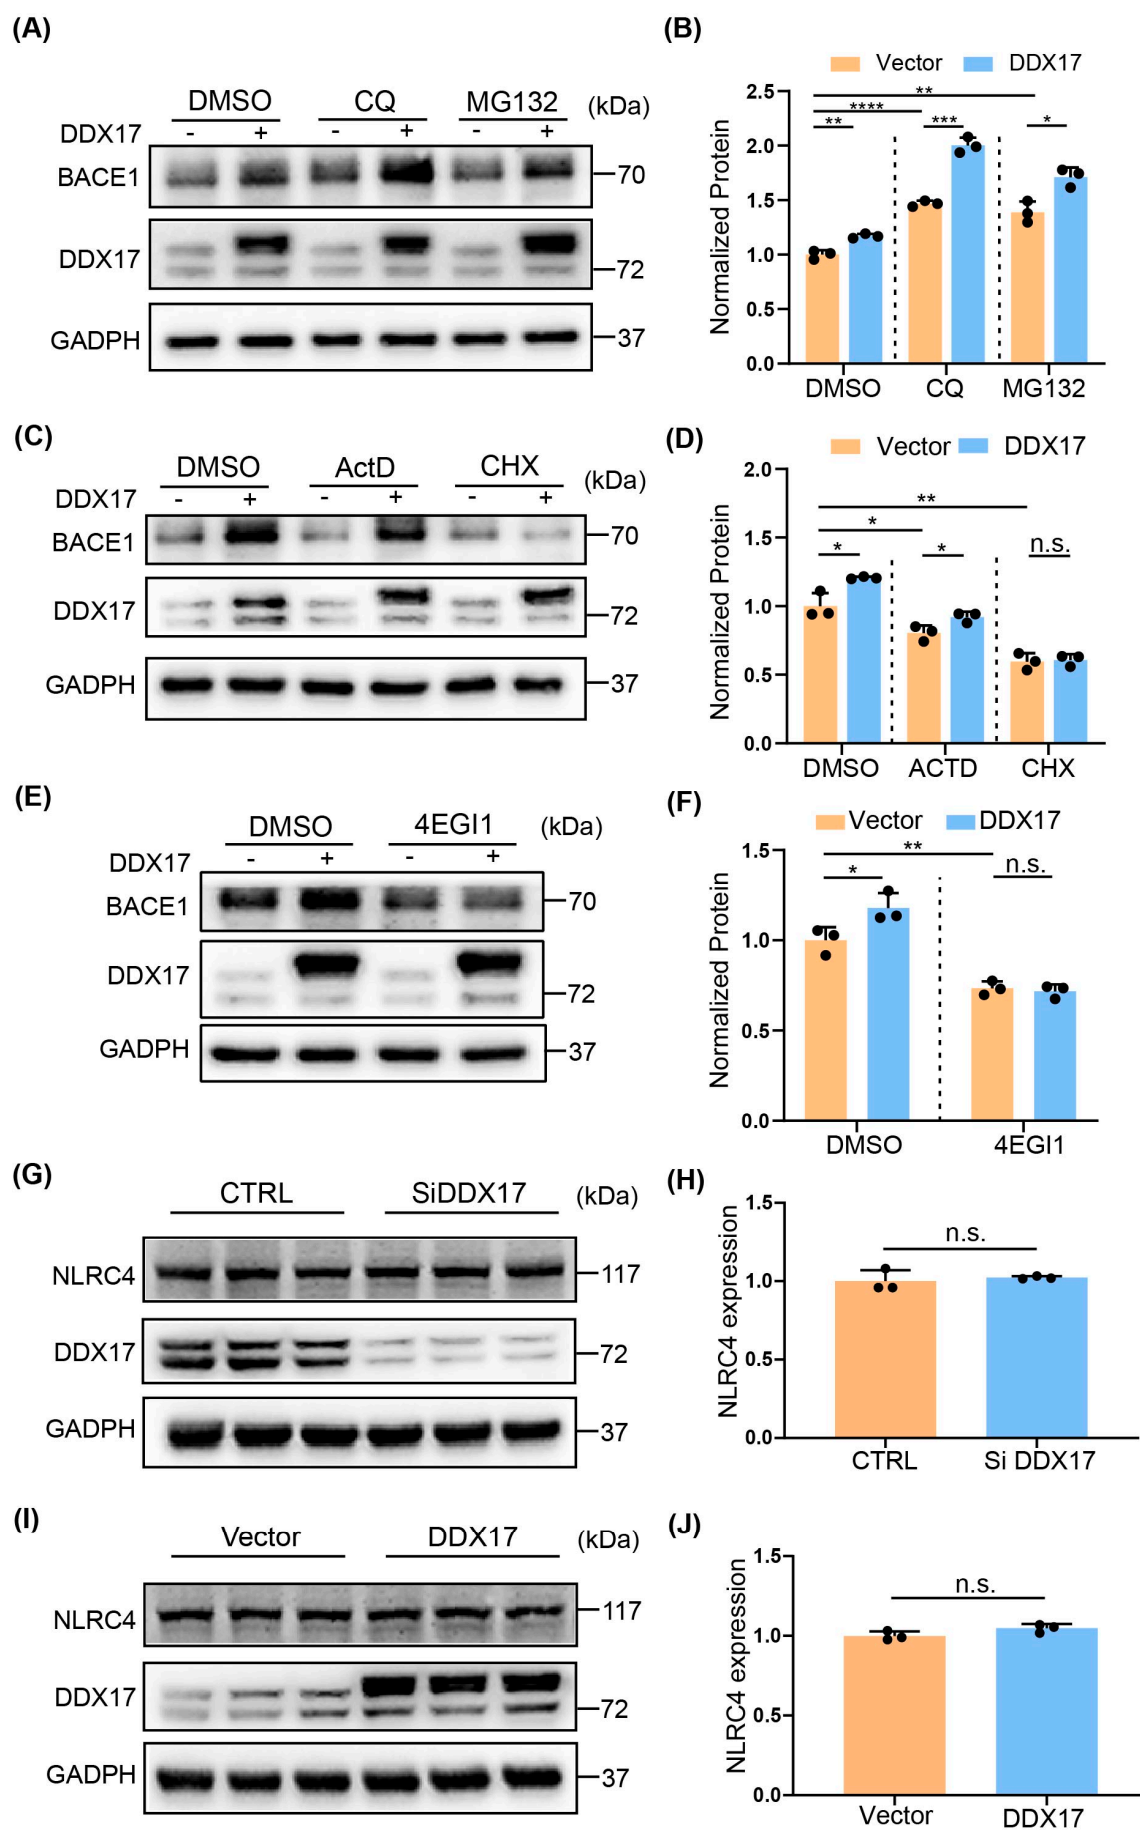 (A)
DMSO CQ MG132 (kDa)
DDX17 - + - + - +
BACE1 70
DDX17 72
GADPH 37
(B)
Vector DDX17
Normalized Protein
2.5
2.0
1.5
1.0
0.5
0.0
** **** ** *** *
DMSO CQ MG132
(C)
DMSO ActD CHX (kDa)
DDX17 - + - + - +
BACE1 70
DDX17 72
GADPH 37
(D)
Vector DDX17
Normalized Protein
2.0
1.5
1.0
0.5
0.0
** * * * n.s.
DMSO ACTD CHX
(E)
DMSO 4EGI1 (kDa)
DDX17 - + - +
BACE1 70
DDX17 72
GADPH 37
(F)
Vector DDX17
Normalized Protein
1.5
1.0
0.5
0.0
** * n.s.
DMSO 4EGI1
(G)
CTRL SiDDX17 (kDa)
NLRC4 117
DDX17 72
GADPH 37
(H)
NLRC4 expression
1.5
1.0
0.5
0.0
n.s.
CTRL Si DDX17
(I)
Vector DDX17 (kDa)
NLRC4 117
DDX17 72
GADPH 37
(J)
NLRC4 expression
1.5
1.0
0.5
0.0
n.s.
Vector DDX17